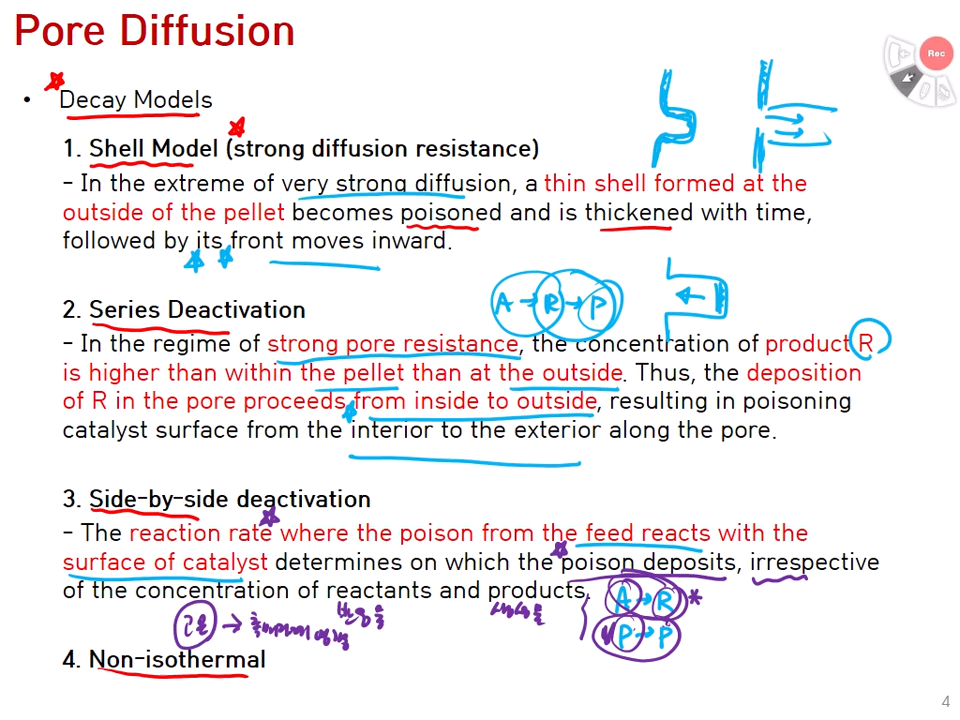 Pore Diffusion
Rec
• Decay Models
1. Shell Model (strong diffusion resistance)
- In the extreme of very strong diffusion, a thin shell formed at the
outside of the pellet becomes poisoned and is thickened with time,
followed by its front moves inward.
A → R → P
2. Series Deactivation
- In the regime of strong pore resistance, the concentration of product R
is higher than within the pellet than at the outside. Thus, the deposition
of R in the pore proceeds from inside to outside, resulting in poisoning
catalyst surface from the interior to the exterior along the pore.
3. Side-by-side deactivation
- The reaction rate where the poison from the feed reacts with the
surface of catalyst determines on which the poison deposits, irrespective
of the concentration of reactants and products.
A → R *
P → P
반응물
생성물
4. Non-isothermal
4